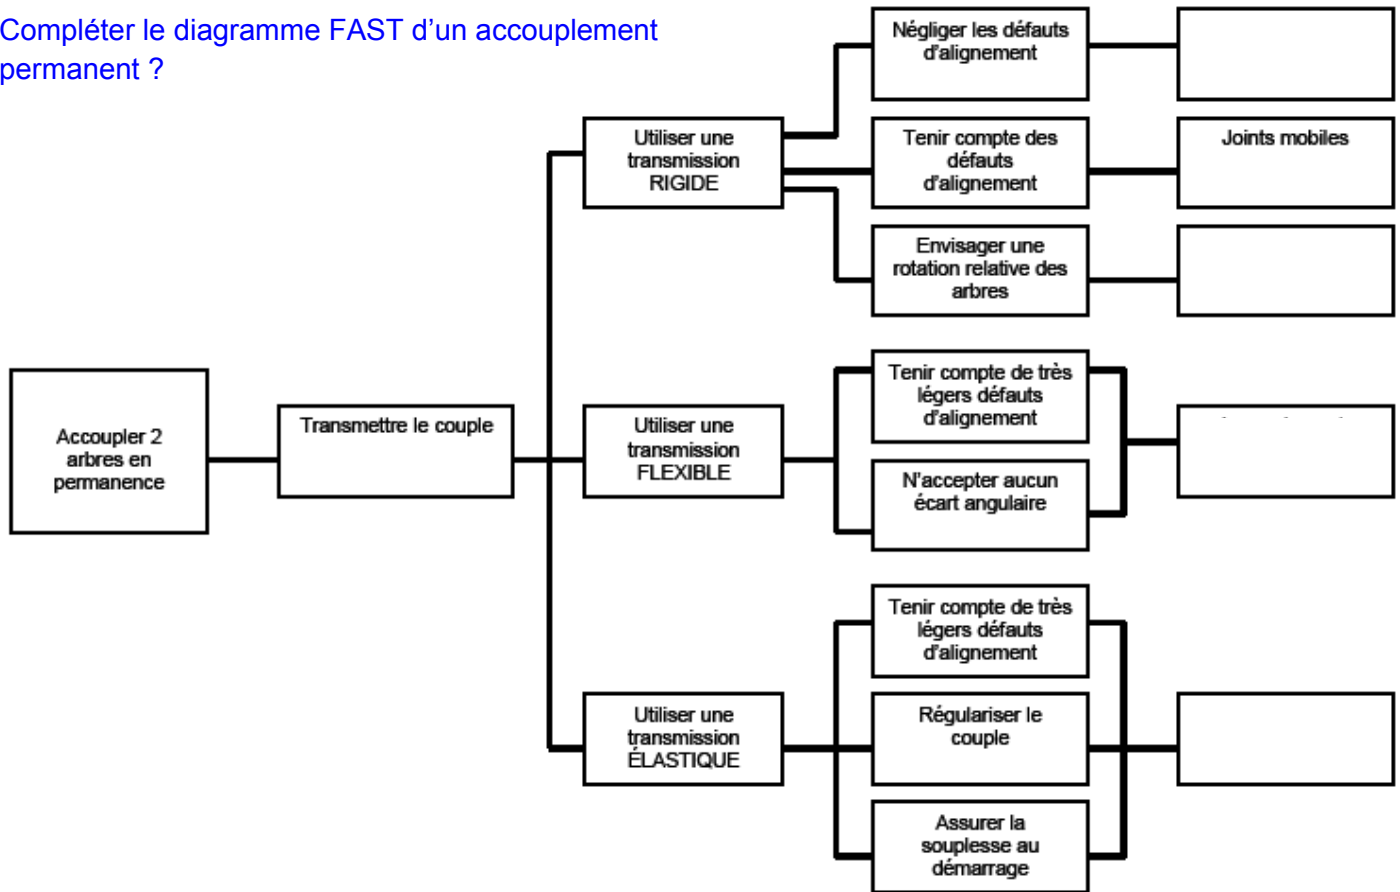 Compléter le diagramme FAST d’un accouplement
permanent ?
Négliger les défauts
d’alignement
Utiliser une
transmission
RIGIDE
Tenir compte des
défauts
d’alignement
Joints mobiles
Envisager une
rotation relative des
arbres
Accoupler 2
arbres en
permanence
Transmettre le couple
Utiliser une
transmission
FLEXIBLE
Tenir compte de très
légers défauts
d’alignement
N’accepter aucun
écart angulaire
Utiliser une
transmission
ÉLASTIQUE
Tenir compte de très
légers défauts
d’alignement
Régulariser le
couple
Assurer la
souplesse au
démarrage